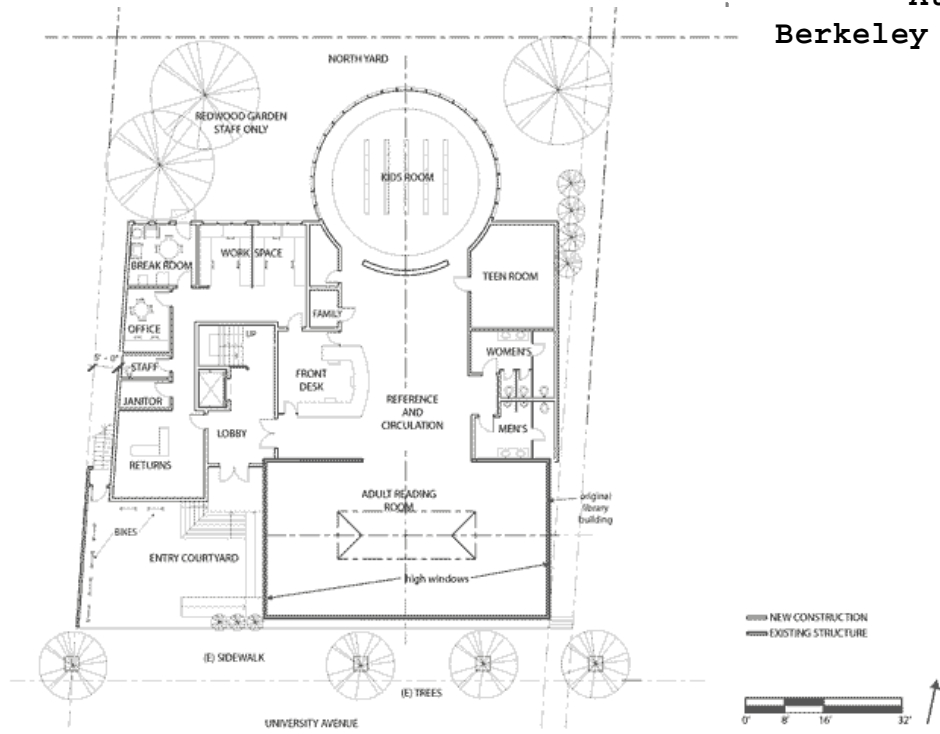 Berkeley
NORTH YARD
REDWOOD GARDEN
STAFF ONLY
KIDS ROOM
BREAK ROOM
WORK SPACE
TEEN ROOM
FAMILY
OFFICE
UP
WOMEN'S
5' - 0"
STAFF
FRONT
DESK
JANITOR
REFERENCE
AND
CIRCULATION
MEN'S
LOBBY
RETURNS
ADULT READING
ROOM
original
library
building
BIKES
ENTRY COURTYARD
high windows
NEW CONSTRUCTION
EXISTING STRUCTURE
(E) SIDEWALK
(E) TREES
UNIVERSITY AVENUE
0' 8' 16' 32'